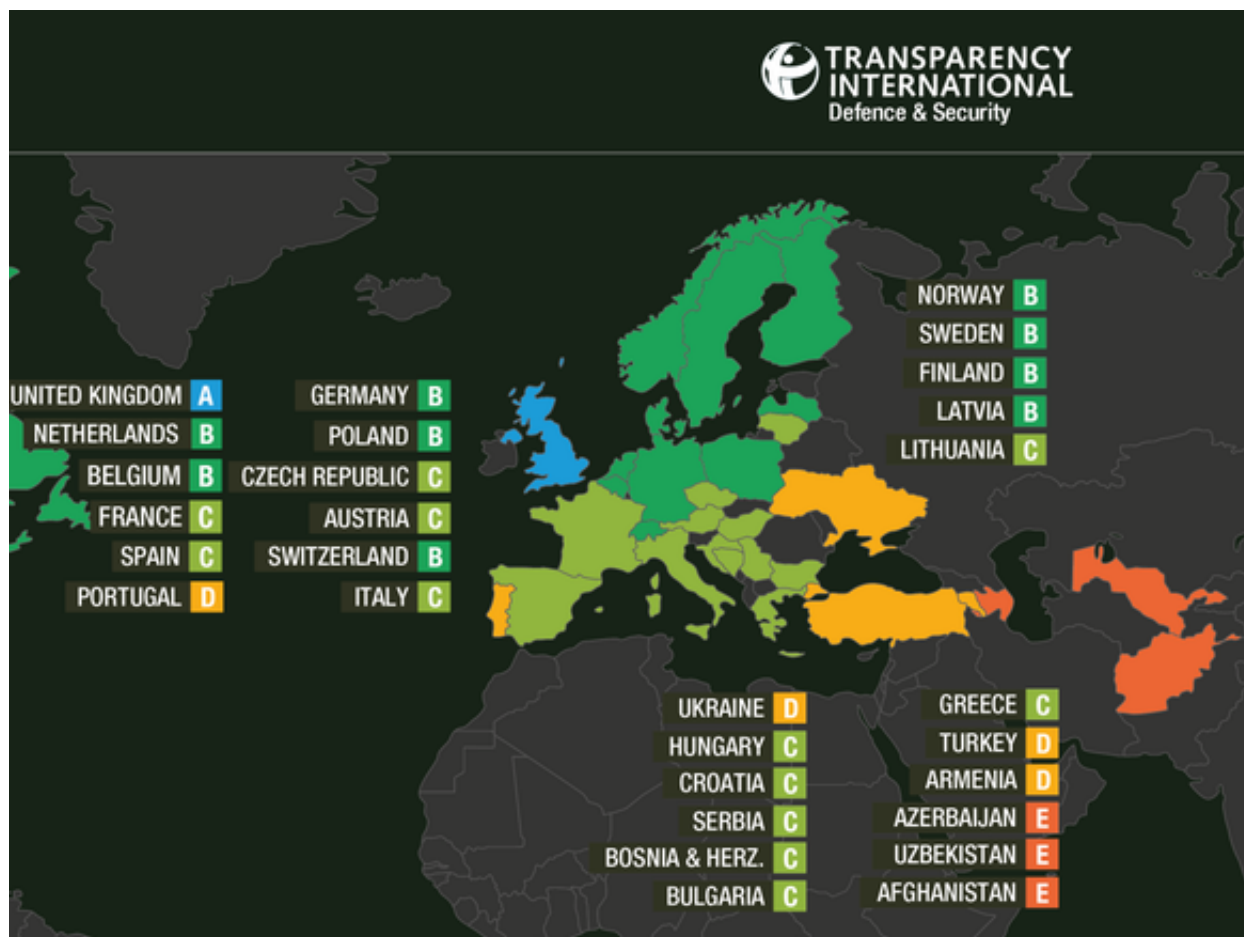 TRANSPARENCY
INTERNATIONAL
Defence & Security
UNITED KINGDOM A
NETHERLANDS B
BELGIUM B
FRANCE C
SPAIN C
PORTUGAL D
GERMANY B
POLAND B
CZECH REPUBLIC C
AUSTRIA C
SWITZERLAND B
ITALY C
NORWAY B
SWEDEN B
FINLAND B
LATVIA B
LITHUANIA C
UKRAINE D
HUNGARY C
CROATIA C
SERBIA C
BOSNIA & HERZ. C
BULGARIA C
GREECE C
TURKEY D
ARMENIA D
AZERBAIJAN E
UZBEKISTAN E
AFGHANISTAN E